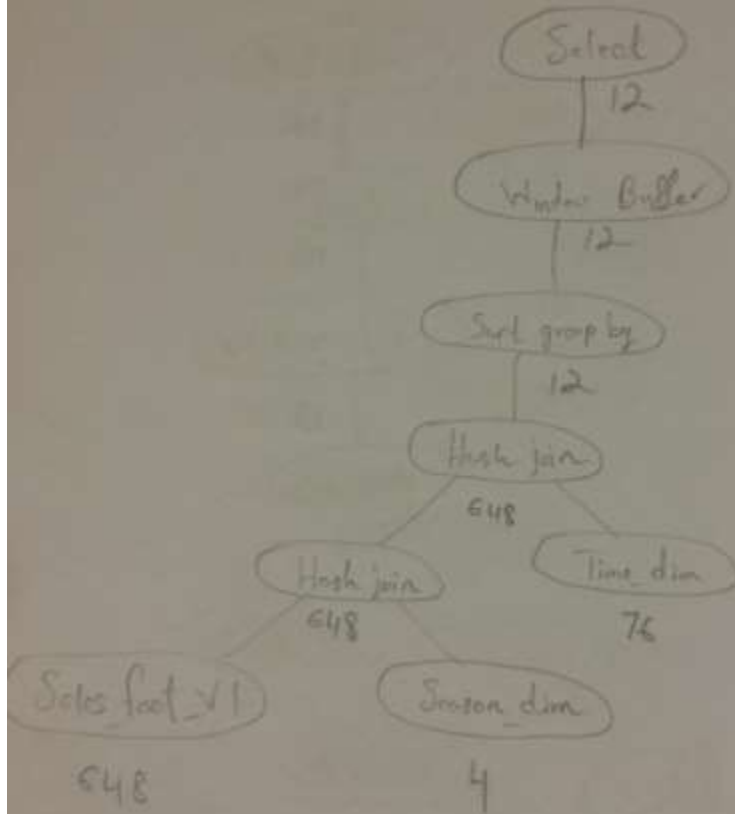 Select
12
Window Buffer
12
Sort group by
12
Hash join
648
Hash join
Time_dim
648
76
Sales_fact_V1
Season_dim
648
4